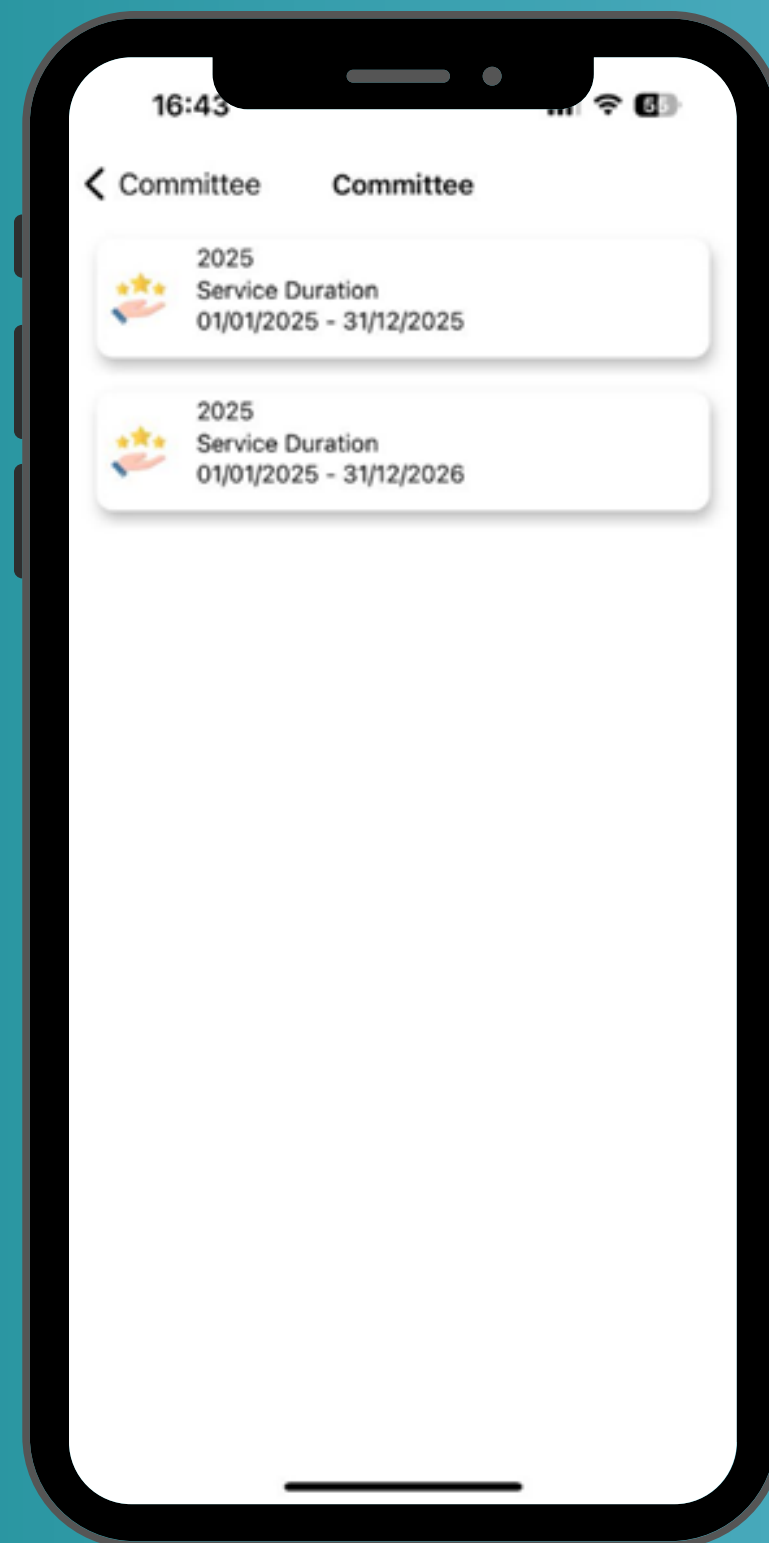 16:43
Committee
Committee
2025
Service Duration
01/01/2025 - 31/12/2025
2025
Service Duration
01/01/2025 - 31/12/2026